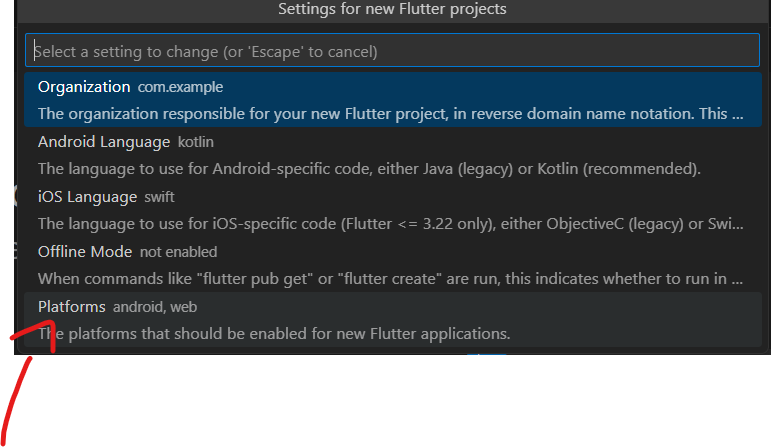 Settings for new Flutter projects
Select a setting to change (or 'Escape' to cancel)
Organization com.example
The organization responsible for your new Flutter project, in reverse domain name notation. This ...
Android Language kotlin
The language to use for Android-specific code, either Java (legacy) or Kotlin (recommended).
iOS Language swift
The language to use for iOS-specific code (Flutter <= 3.22 only), either ObjectiveC (legacy) or Swi...
Offline Mode not enabled
When commands like "flutter pub get" or "flutter create" are run, this indicates whether to run in ...
Platforms android, web
The platforms that should be enabled for new Flutter applications.